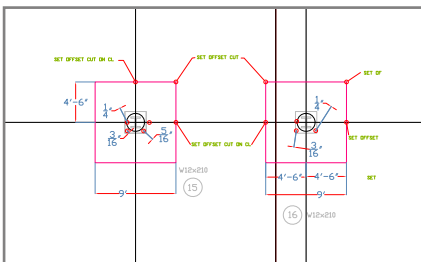 SET OFFSET CUT ON CL
SET OFFSET CUT
SET OF
4'-6"
1/4"
1/4"
3/16"
5/16"
SET OFFSET CUT ON CL
3/16"
SET OFFSET
W12x210
15
9'
4'-6"
4'-6"
SET
9'
16
W12x210